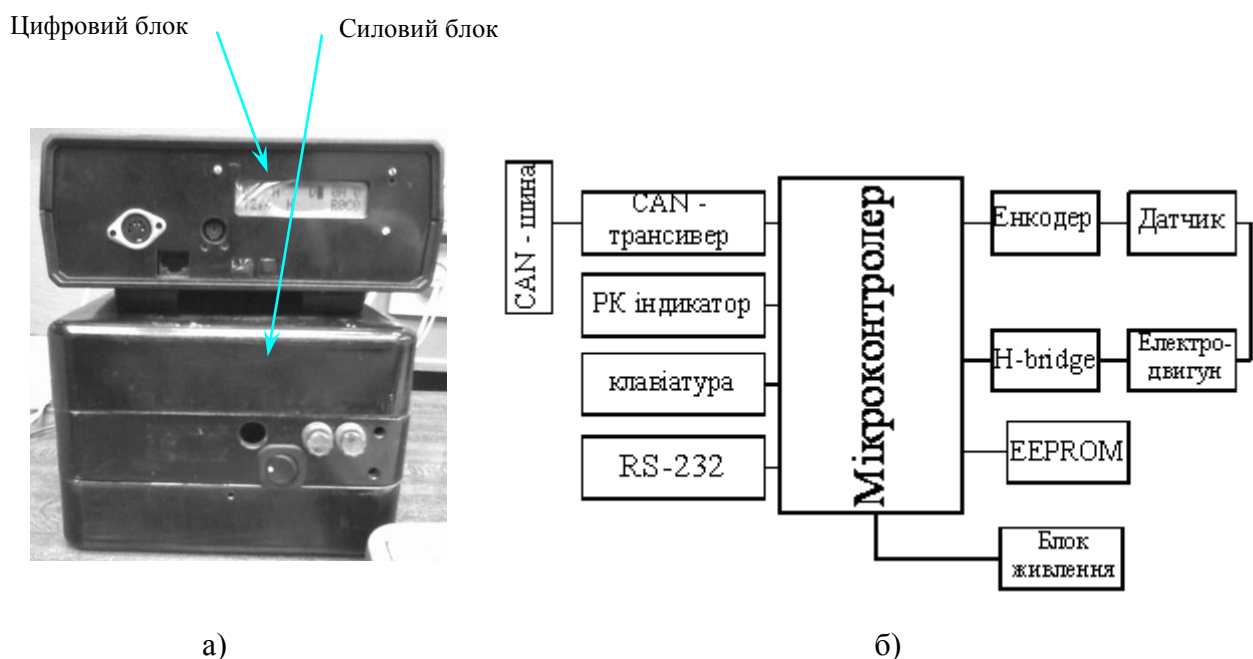 Цифровий блок
Силовий блок
CAN - шина
CAN -
трансивер
РК індикатор
клавіатура
RS-232
Мікроконтролер
Енкодер
Датчик
H-bridge
Електро-
двигун
EEPROM
Блок
живлення
а)
б)